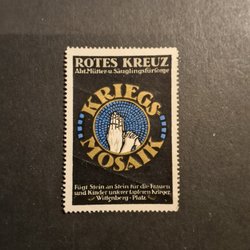 ROTES KREUZ
Abt. Mütter- u. Säuglingsfürsorge
KRIEGS-
MOSAIK
Fügt Stein an Stein für die Frauen
und Kinder unserer tapferen Krieger.
Wittenberg-Platz